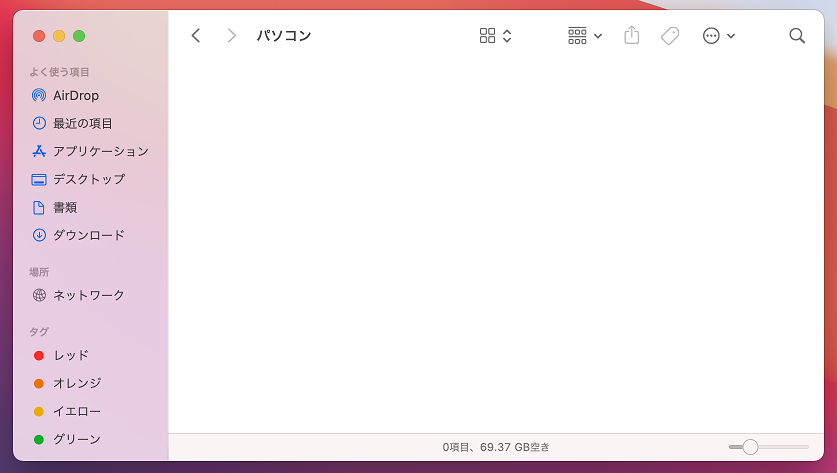 パソコン
よく使う項目
AirDrop
最近の項目
アプリケーション
デスクトップ
書類
ダウンロード
場所
ネットワーク
タグ
レッド
オレンジ
イエロー
グリーン
0項目、69.37 GB空き